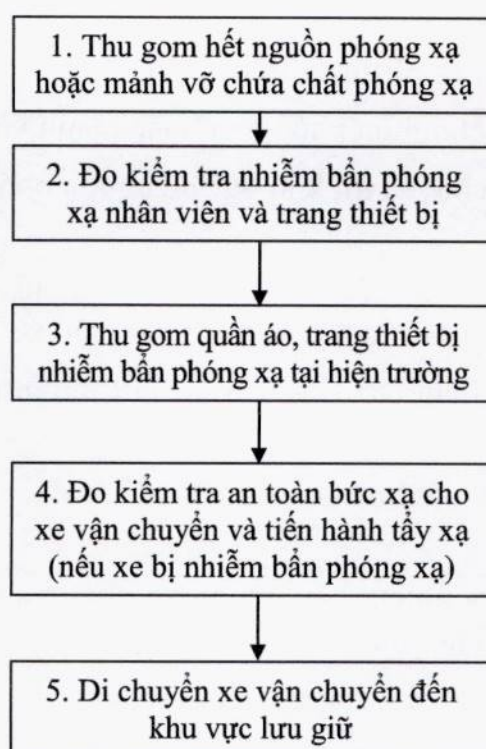 1. Thu gom hết nguồn phóng xạ
hoặc mảnh vỡ chứa chất phóng xạ
2. Đo kiểm tra nhiễm bẩn phóng
xạ nhân viên và trang thiết bị
3. Thu gom quần áo, trang thiết bị
nhiễm bẩn phóng xạ tại hiện trường
4. Đo kiểm tra an toàn bức xạ cho
xe vận chuyển và tiến hành tẩy xạ
(nếu xe bị nhiễm bẩn phóng xạ)
5. Di chuyển xe vận chuyển đến
khu vực lưu giữ